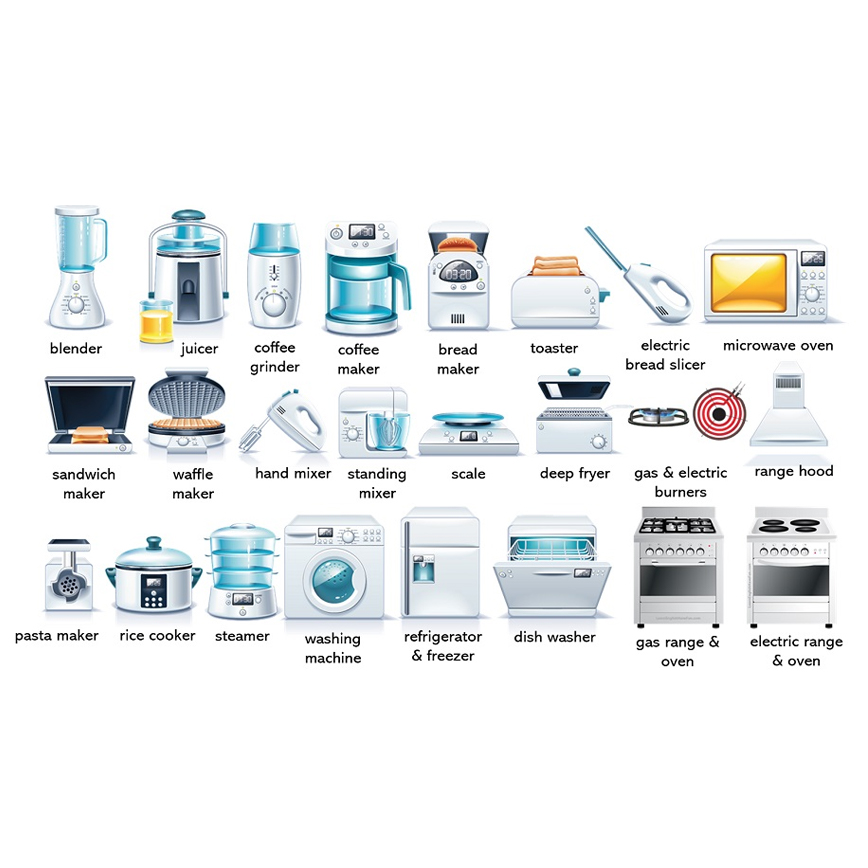 blender
juicer
coffee
grinder
coffee
maker
bread
maker
toaster
electric
bread slicer
microwave oven
sandwich
maker
waffle
maker
hand mixer
standing
mixer
scale
deep fryer
gas & electric
burners
range hood
03:20
pasta maker
rice cooker
steamer
washing
machine
refrigerator
& freezer
dish washer
gas range &
oven
electric range
& oven